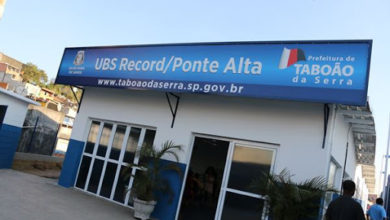 UBS Record/Ponte Alta
www.taboaodaserra.sp.gov.br
Prefeitura de
TABOÃO
da Serra